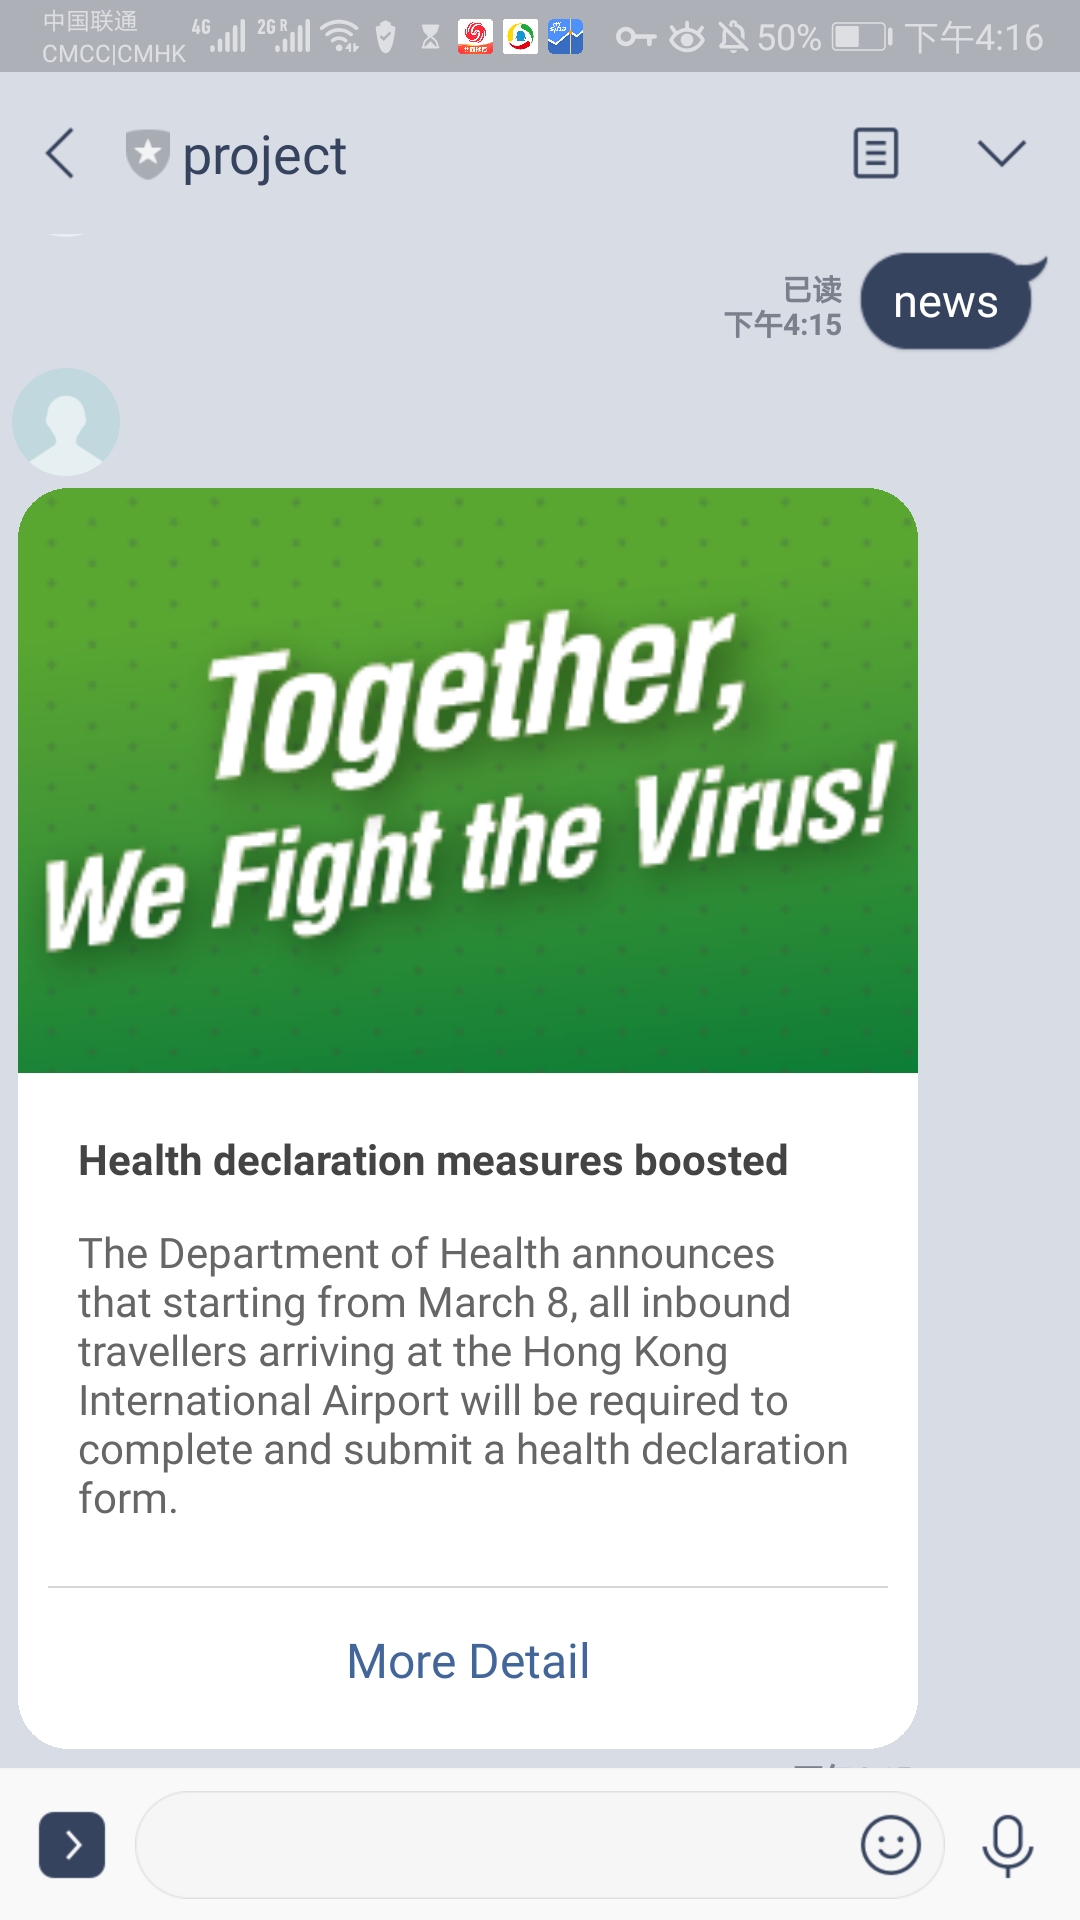 中国联通
CMCC|CMHK
4G 2G R 50% 下午4:16
project
已读
下午4:15
news
Together,
We Fight the Virus!
Health declaration measures boosted
The Department of Health announces
that starting from March 8, all inbound
travellers arriving at the Hong Kong
International Airport will be required to
complete and submit a health declaration
form.
More Detail